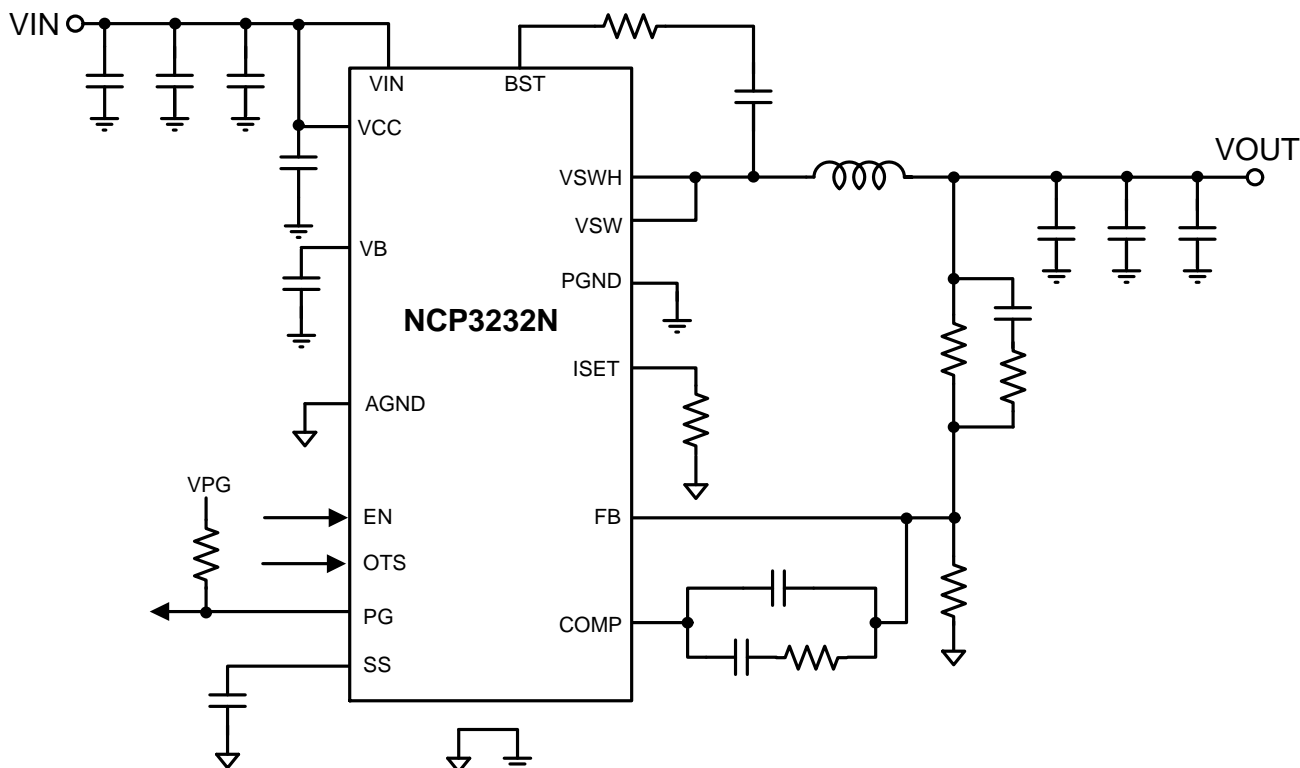 VIN
VIN
BST
VCC
VSWH
VOUT
VSW
VB
PGND
NCP3232N
ISET
AGND
VPG
EN
FB
OTS
PG
COMP
SS